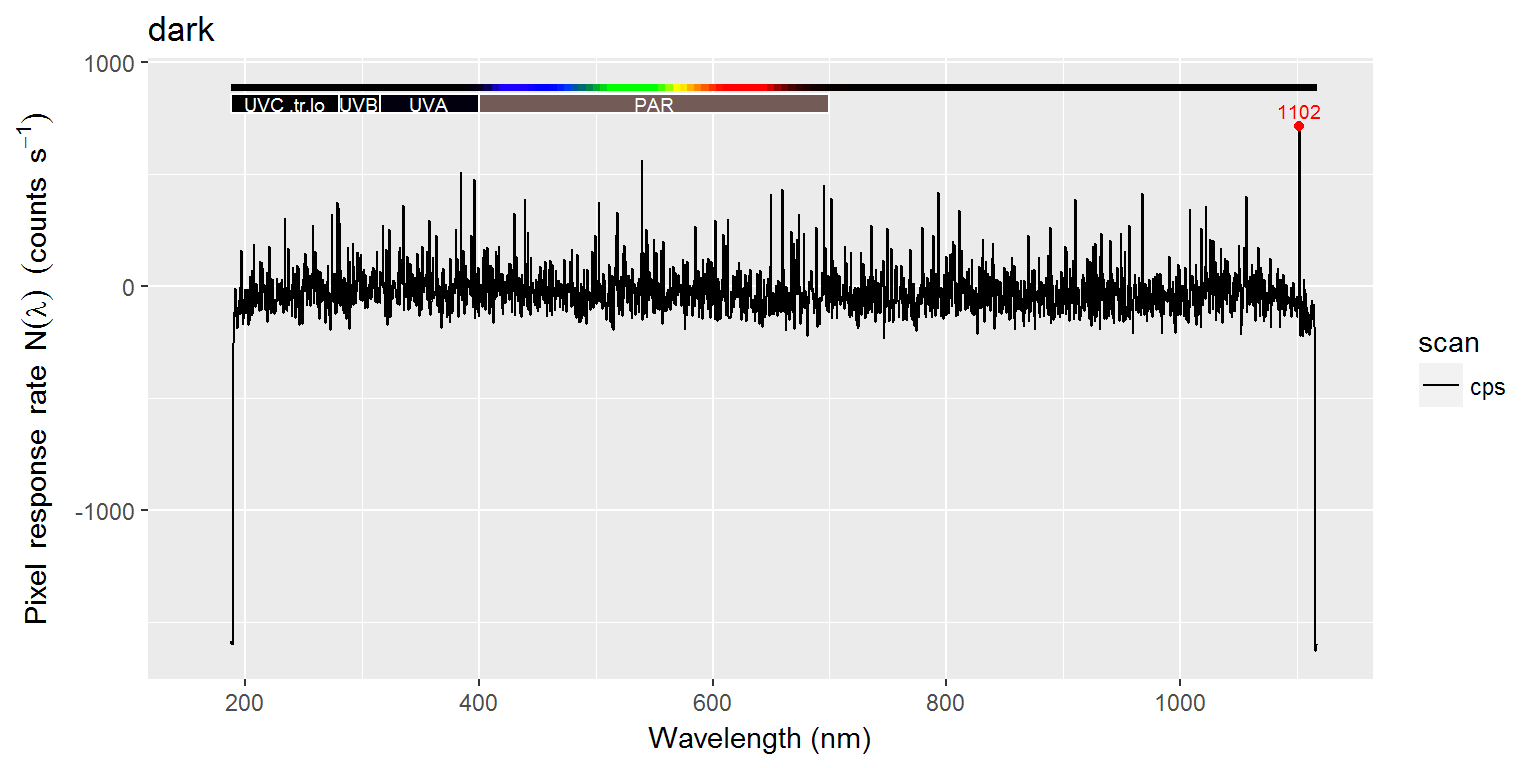 dark
1000
0
-1000
Pixel response rate N(λ) (counts s⁻¹)
UVC .tr.lo UVB UVA PAR
1102
200 400 600 800 1000
Wavelength (nm)
scan
cps